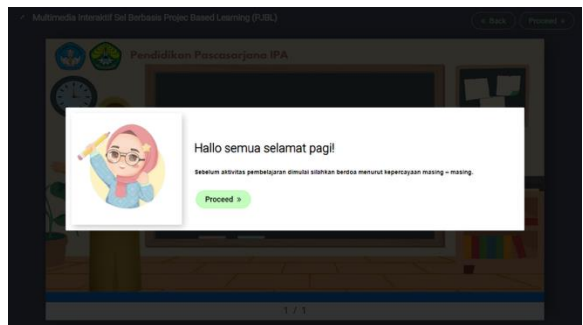 Multimedia Interaktif Sel Berbasis Projec Based Learning (PJBL)
« Back
Proceed »
Pendidikan Pascasarjana IPA
Hallo semua selamat pagi!
Sebelum aktivitas pembelajaran dimulai silahkan berdoa menurut kepercayaan masing – masing.
Proceed »
1 / 1